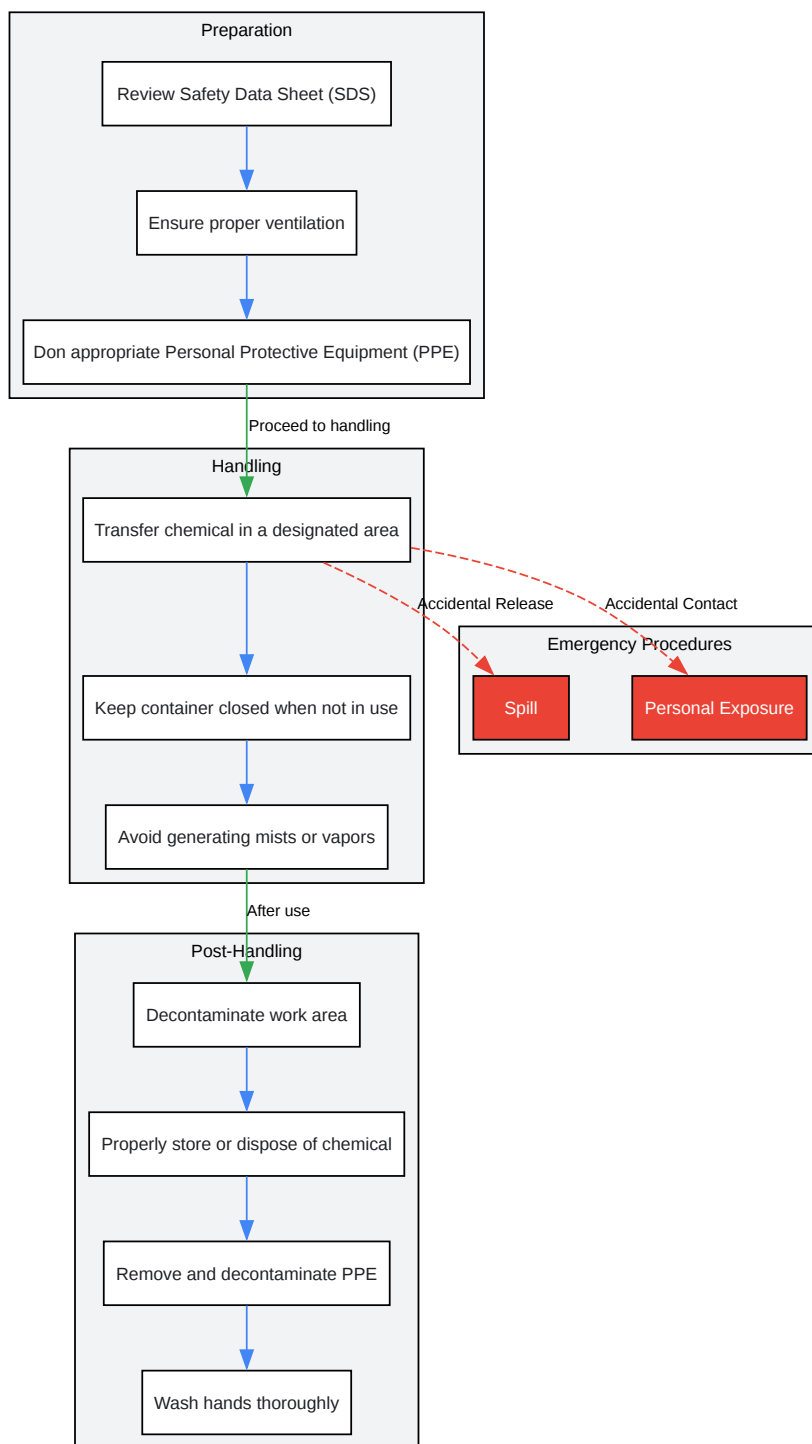 Preparation
Review Safety Data Sheet (SDS)
Ensure proper ventilation
Don appropriate Personal Protective Equipment (PPE)
Proceed to handling
Handling
Transfer chemical in a designated area
Accidental Release
Accidental Contact
Emergency Procedures
Spill
Personal Exposure
Keep container closed when not in use
Avoid generating mists or vapors
After use
Post-Handling
Decontaminate work area
Properly store or dispose of chemical
Remove and decontaminate PPE
Wash hands thoroughly